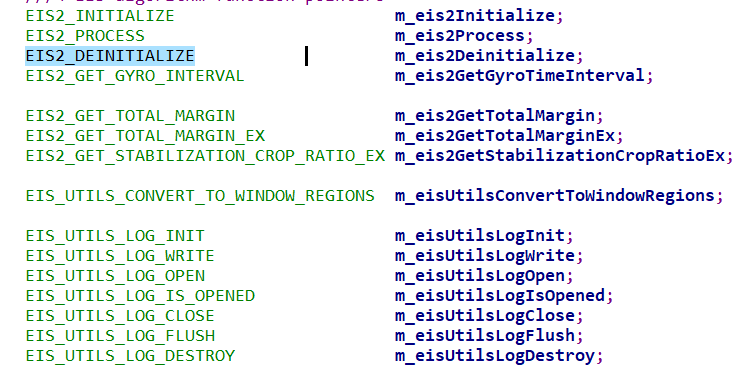 EIS2_INITIALIZE m_eis2Initialize;
EIS2_PROCESS m_eis2Process;
EIS2_DEINITIALIZE m_eis2Deinitialize;
EIS2_GET_GYRO_INTERVAL m_eis2GetGyroTimeInterval;
EIS2_GET_TOTAL_MARGIN m_eis2GetTotalMargin;
EIS2_GET_TOTAL_MARGIN_EX m_eis2GetTotalMarginEx;
EIS2_GET_STABILIZATION_CROP_RATIO_EX m_eis2GetStabilizationCropRatioEx;
EIS_UTILS_CONVERT_TO_WINDOW_REGIONS m_eisUtilsConvertToWindowRegions;
EIS_UTILS_LOG_INIT m_eisUtilsLogInit;
EIS_UTILS_LOG_WRITE m_eisUtilsLogWrite;
EIS_UTILS_LOG_OPEN m_eisUtilsLogOpen;
EIS_UTILS_LOG_IS_OPENED m_eisUtilsLogIsOpened;
EIS_UTILS_LOG_CLOSE m_eisUtilsLogClose;
EIS_UTILS_LOG_FLUSH m_eisUtilsLogFlush;
EIS_UTILS_LOG_DESTROY m_eisUtilsLogDestroy;